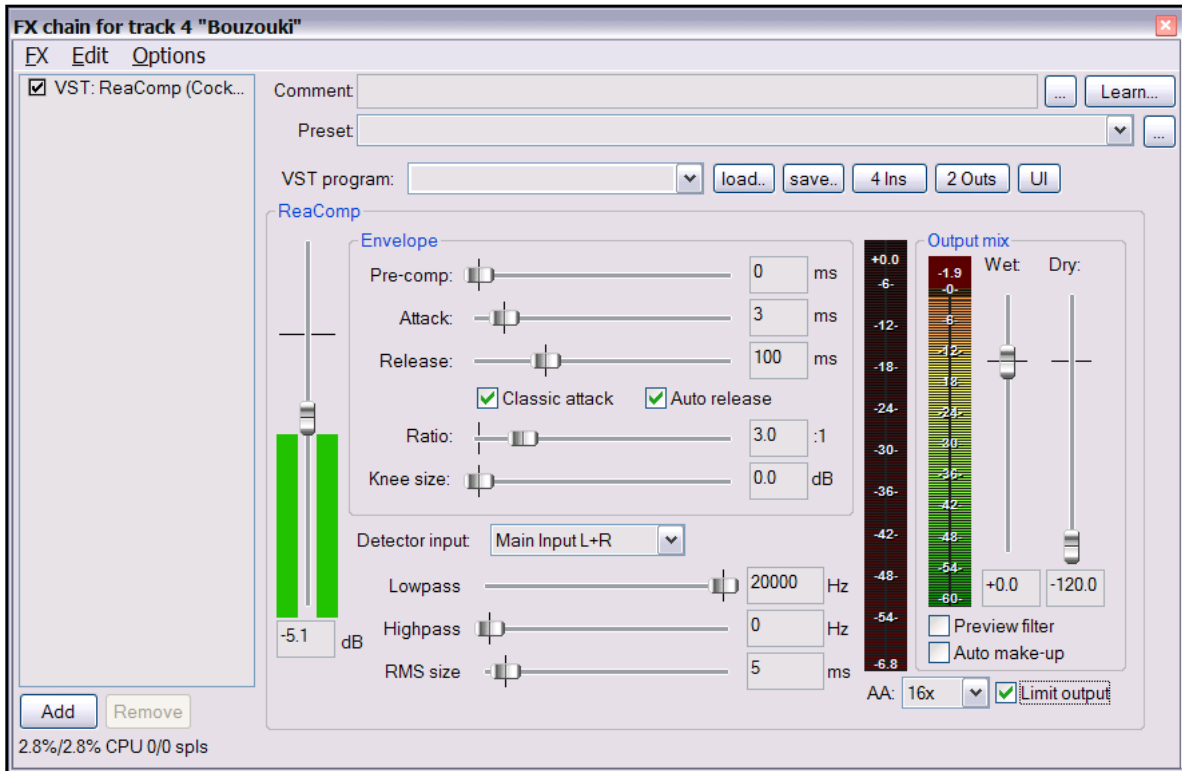 FX chain for track 4 "Bouzouki"
FX Edit Options
VST: ReaComp (Cock...
Comment: ... Learn...
Preset: ...
VST program: load.. save.. 4 Ins 2 Outs UI
ReaComp
Envelope
Pre-comp: 0 ms
Attack: 3 ms
Release: 100 ms
Classic attack Auto release
Ratio: 3.0 :1
Knee size: 0.0 dB
Detector input: Main Input L+R
Lowpass 20000 Hz
Highpass 0 Hz
RMS size 5 ms
-5.1 dB
+0.0
-6-
-12-
-18-
-24-
-30-
-36-
-42-
-48-
-54-
-6.8
Output mix
Wet: Dry:
-1.9
-0-
-6-
-12-
-18-
-24-
-30-
-36-
-42-
-48-
-54-
-60-
+0.0 -120.0
Preview filter
Auto make-up
AA: 16x Limit output
Add Remove
2.8%/2.8% CPU 0/0 spls